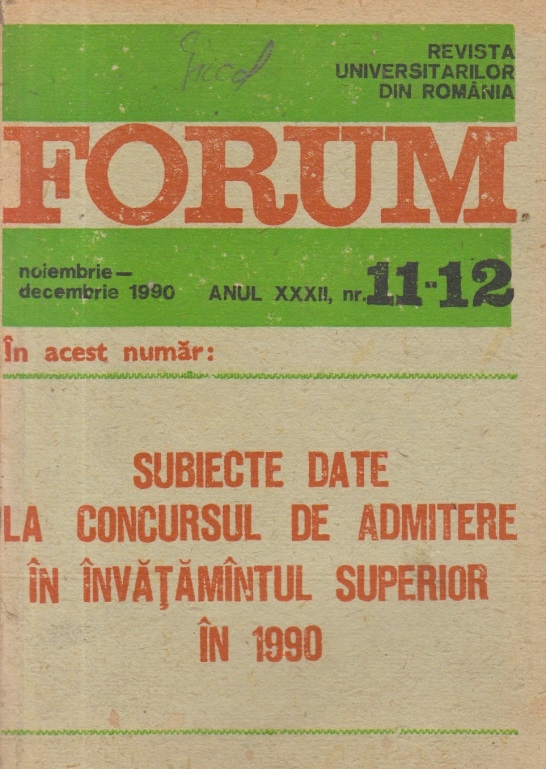 REVISTA
UNIVERSITARILOR
DIN ROMÂNIA
FORUM
noiembrie—
decembrie 1990 ANUL XXXII, nr. 11-12
În acest număr:
SUBIECTE DATE
LA CONCURSUL DE ADMITERE
ÎN ÎNVĂŢĂMÎNTUL SUPERIOR
ÎN 1990